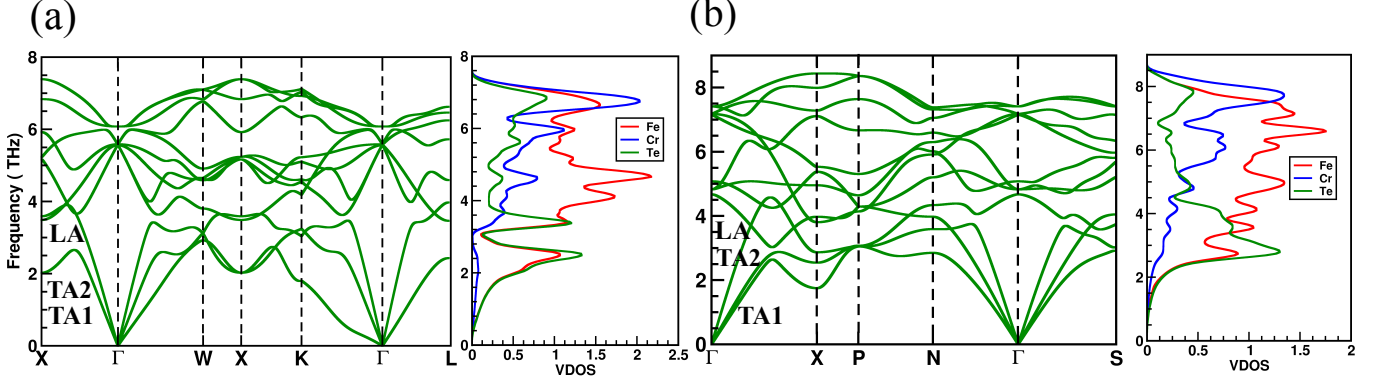 (a)
(b)
Frequency ( THz)
8
6
4
2
0
LA
TA2
TA1
X Γ W X K Γ L
8
6
4
2
0 0.5 1 1.5 2 2.5
VDOS
Fe
Cr
Te
8
6
4
2
0
LA
TA2
TA1
Γ X P N Γ S
8
6
4
2
0
0 0.5 1 1.5 2
VDOS
Fe
Cr
Te